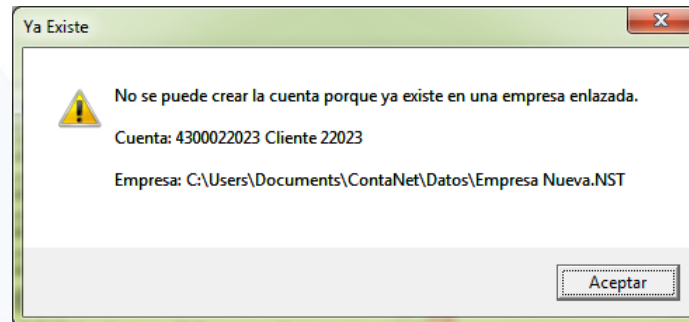 Ya Existe
No se puede crear la cuenta porque ya existe en una empresa enlazada.
Cuenta: 4300022023 Cliente 22023
Empresa: C:\Users\Documents\ContaNet\Datos\Empresa Nueva.NST
Aceptar